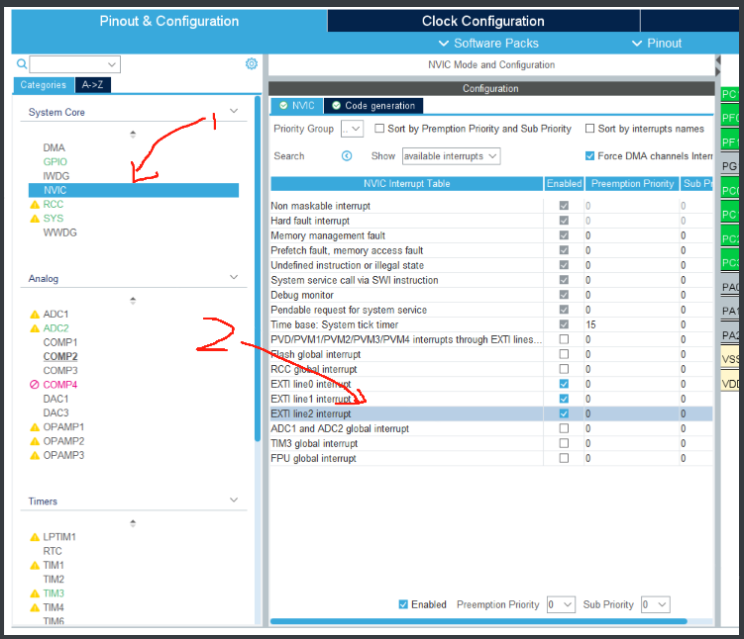 Pinout & Configuration
Clock Configuration
Software Packs
Pinout
Categories
A->Z
System Core
DMA
GPIO
IWDG
NVIC
RCC
SYS
WWDG
Analog
ADC1
ADC2
COMP1
COMP2
COMP3
COMP4
DAC1
DAC3
OPAMP1
OPAMP2
OPAMP3
Timers
LPTIM1
RTC
TIM1
TIM2
TIM3
TIM4
TIM6
1
2
NVIC Mode and Configuration
Configuration
NVIC
Code generation
Priority Group ..
Sort by Premption Priority and Sub Priority
Sort by interrupts names
Search
Show
available interrupts
Force DMA channels Interr
NVIC Interrupt Table Enabled Preemption Priority Sub Pr
Non maskable interrupt 0 0
Hard fault interrupt 0 0
Memory management fault 0 0
Prefetch fault, memory access fault 0 0
Undefined instruction or illegal state 0 0
System service call via SWI instruction 0 0
Debug monitor 0 0
Pendable request for system service 0 0
Time base: System tick timer 15 0
PVD/PVM1/PVM2/PVM3/PVM4 interrupts through EXTI lines... 0 0
Flash global interrupt 0 0
RCC global interrupt 0 0
EXTI line0 interrupt 0 0
EXTI line1 interrupt 0 0
EXTI line2 interrupt 0 0
ADC1 and ADC2 global interrupt 0 0
TIM3 global interrupt 0 0
FPU global interrupt 0 0
Enabled Preemption Priority 0 Sub Priority 0
PG
PA0
PA1
PA2
VSS
VDD